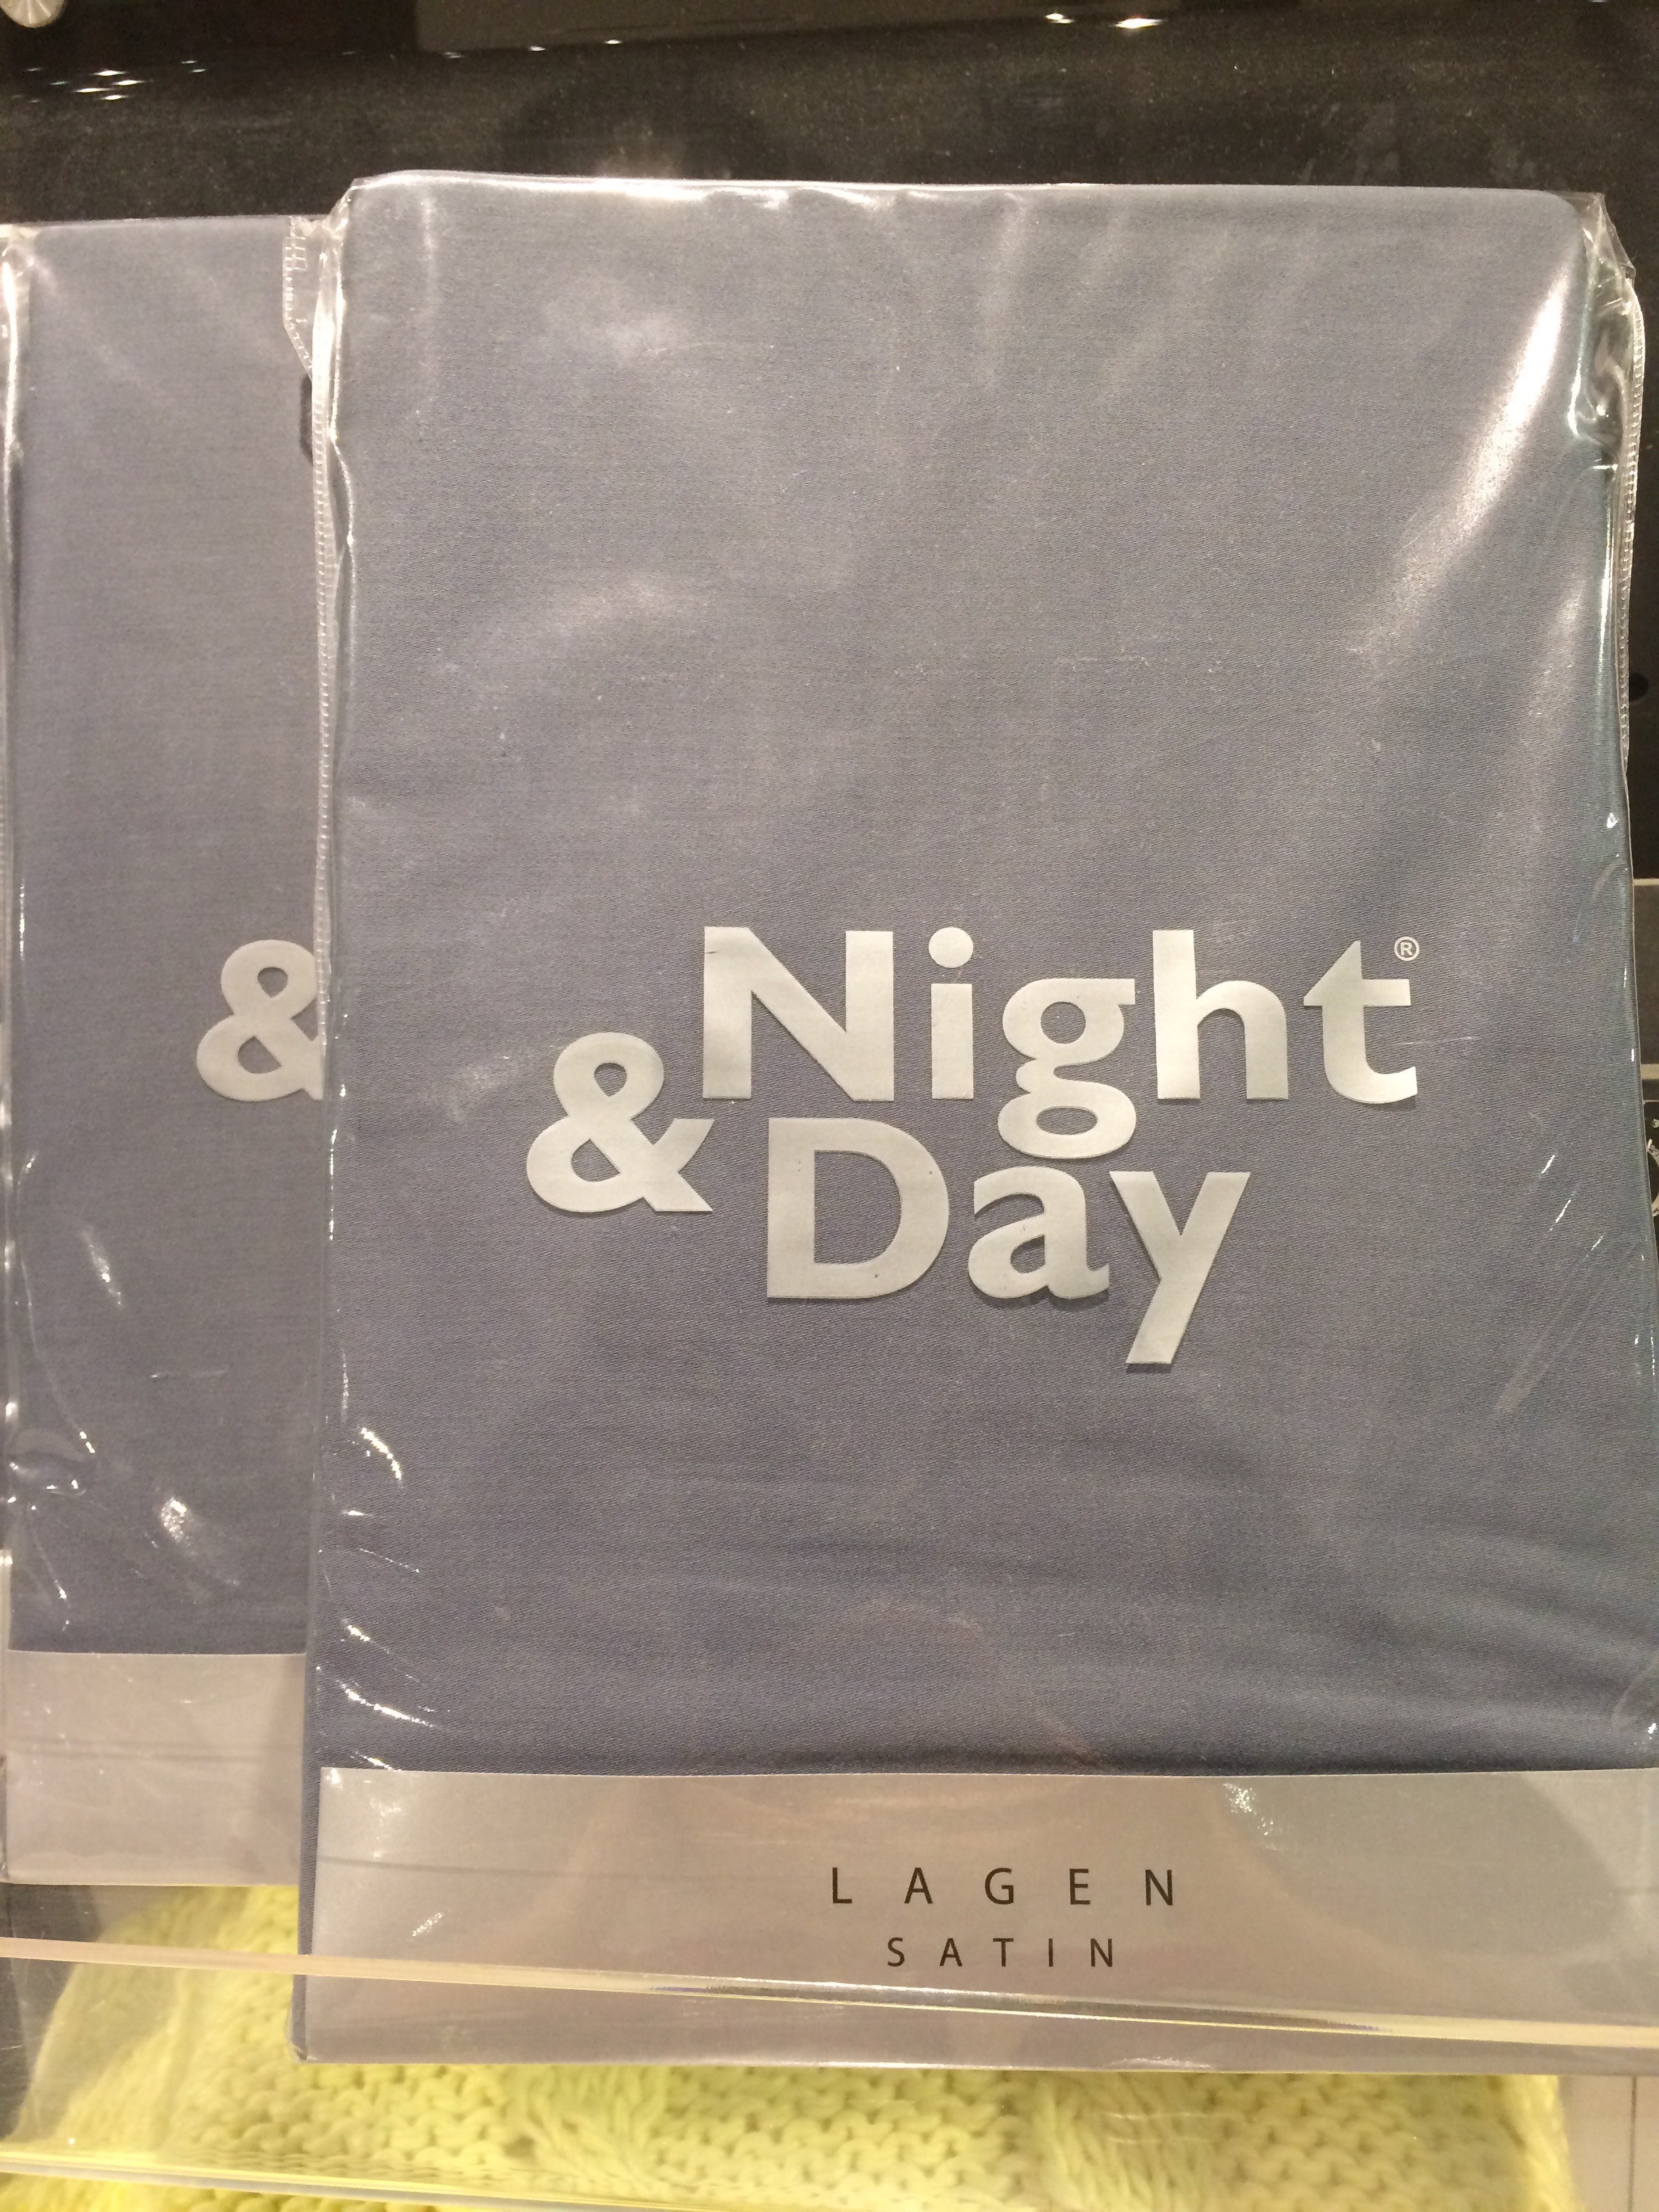 Night®
& Day
LAGEN
SATIN
&